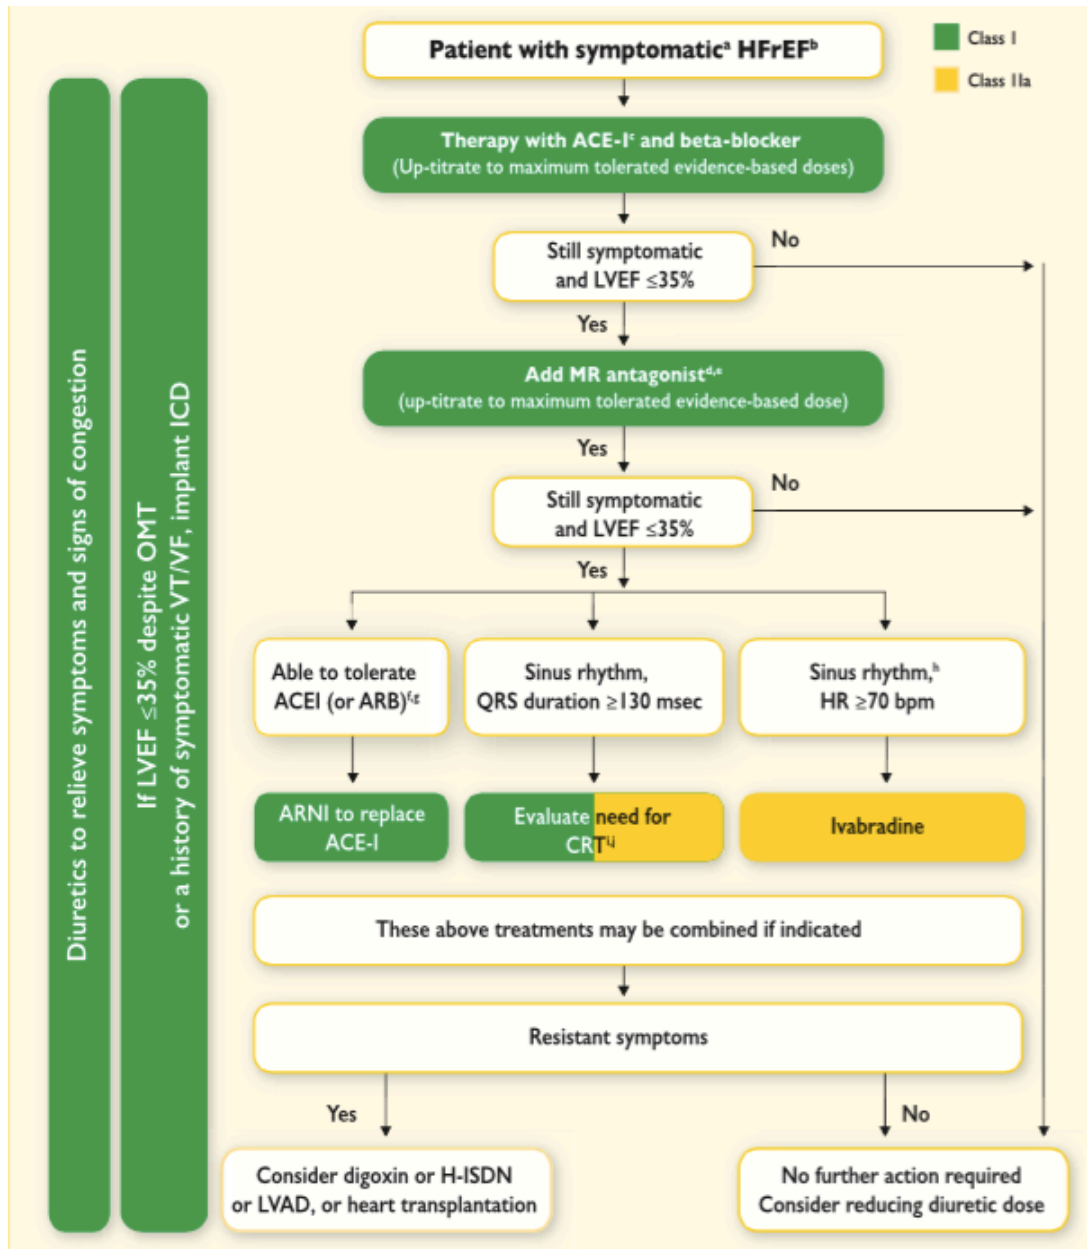 Patient with symptomaticᵃ HFrEFᵇ
Class I
Class IIa
Therapy with ACE-Iᶜ and beta-blocker
(Up-titrate to maximum tolerated evidence-based doses)
Still symptomatic
and LVEF ≤35%
No
Yes
Add MR antagonistᵈ,ᵉ
(up-titrate to maximum tolerated evidence-based dose)
Yes
Still symptomatic
and LVEF ≤35%
No
Yes
Able to tolerate
ACEI (or ARB)ᶠ,ᵍ
Sinus rhythm,
QRS duration ≥130 msec
Sinus rhythm,ʰ
HR ≥70 bpm
ARNI to replace
ACE-I
Evaluate need for
CRTⁱ,ʲ
Ivabradine
These above treatments may be combined if indicated
Resistant symptoms
Yes
No
Consider digoxin or H-ISDN
or LVAD, or heart transplantation
No further action required
Consider reducing diuretic dose
Diuretics to relieve symptoms and signs of congestion
If LVEF ≤35% despite OMT
or a history of symptomatic VT/VF, implant ICD